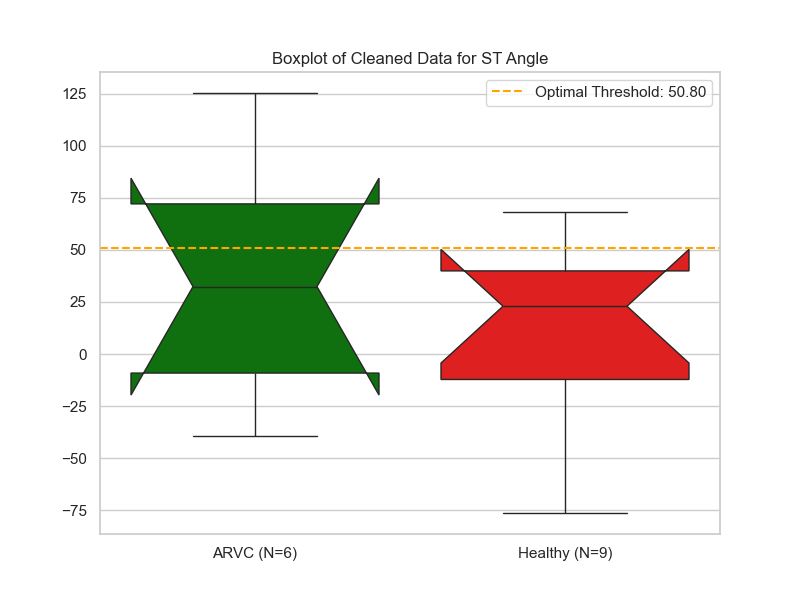 Boxplot of Cleaned Data for ST Angle
Optimal Threshold: 50.80
125
100
75
50
25
0
−25
−50
−75
ARVC (N=6)
Healthy (N=9)